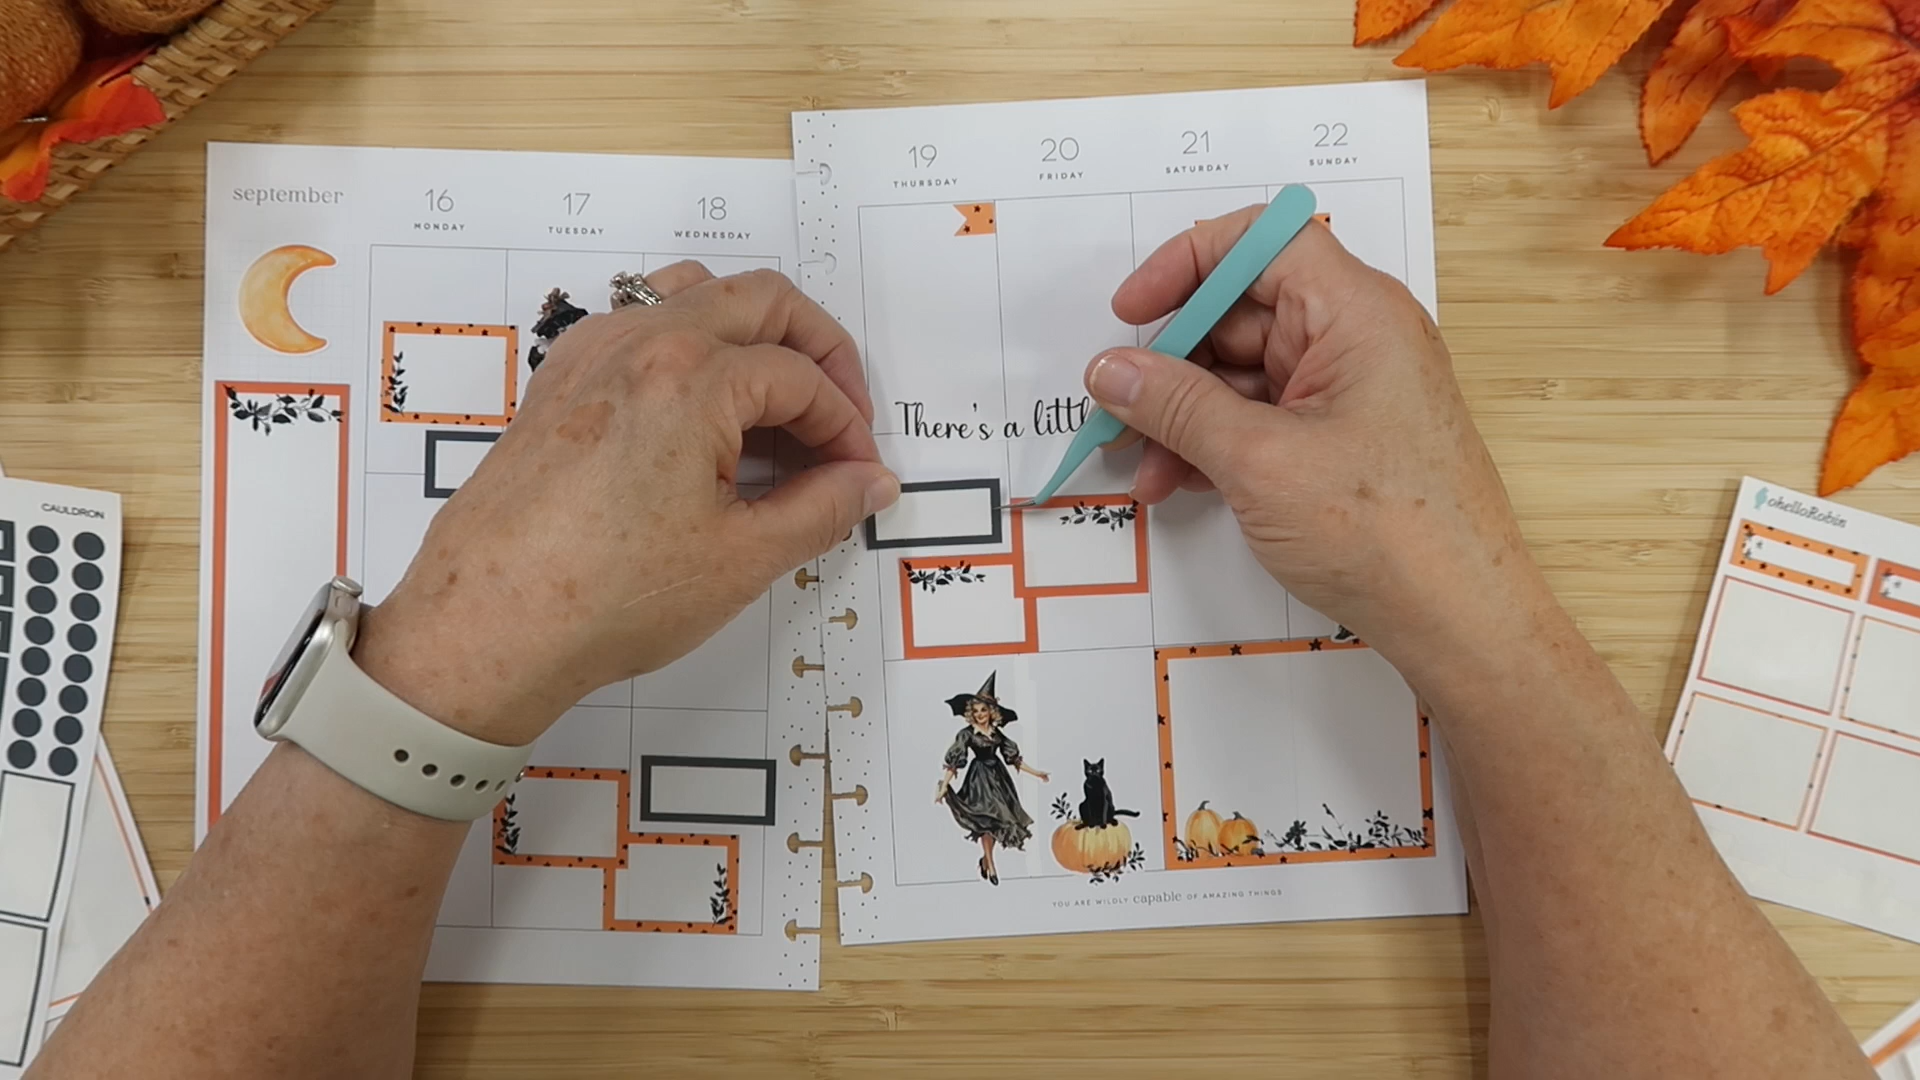 september
16
MONDAY
17
TUESDAY
18
WEDNESDAY
19
THURSDAY
20
FRIDAY
21
SATURDAY
22
SUNDAY
There's a littl
CAULDRON
ohelloRobin
YOU ARE WILDLY capable OF AMAZING THINGS